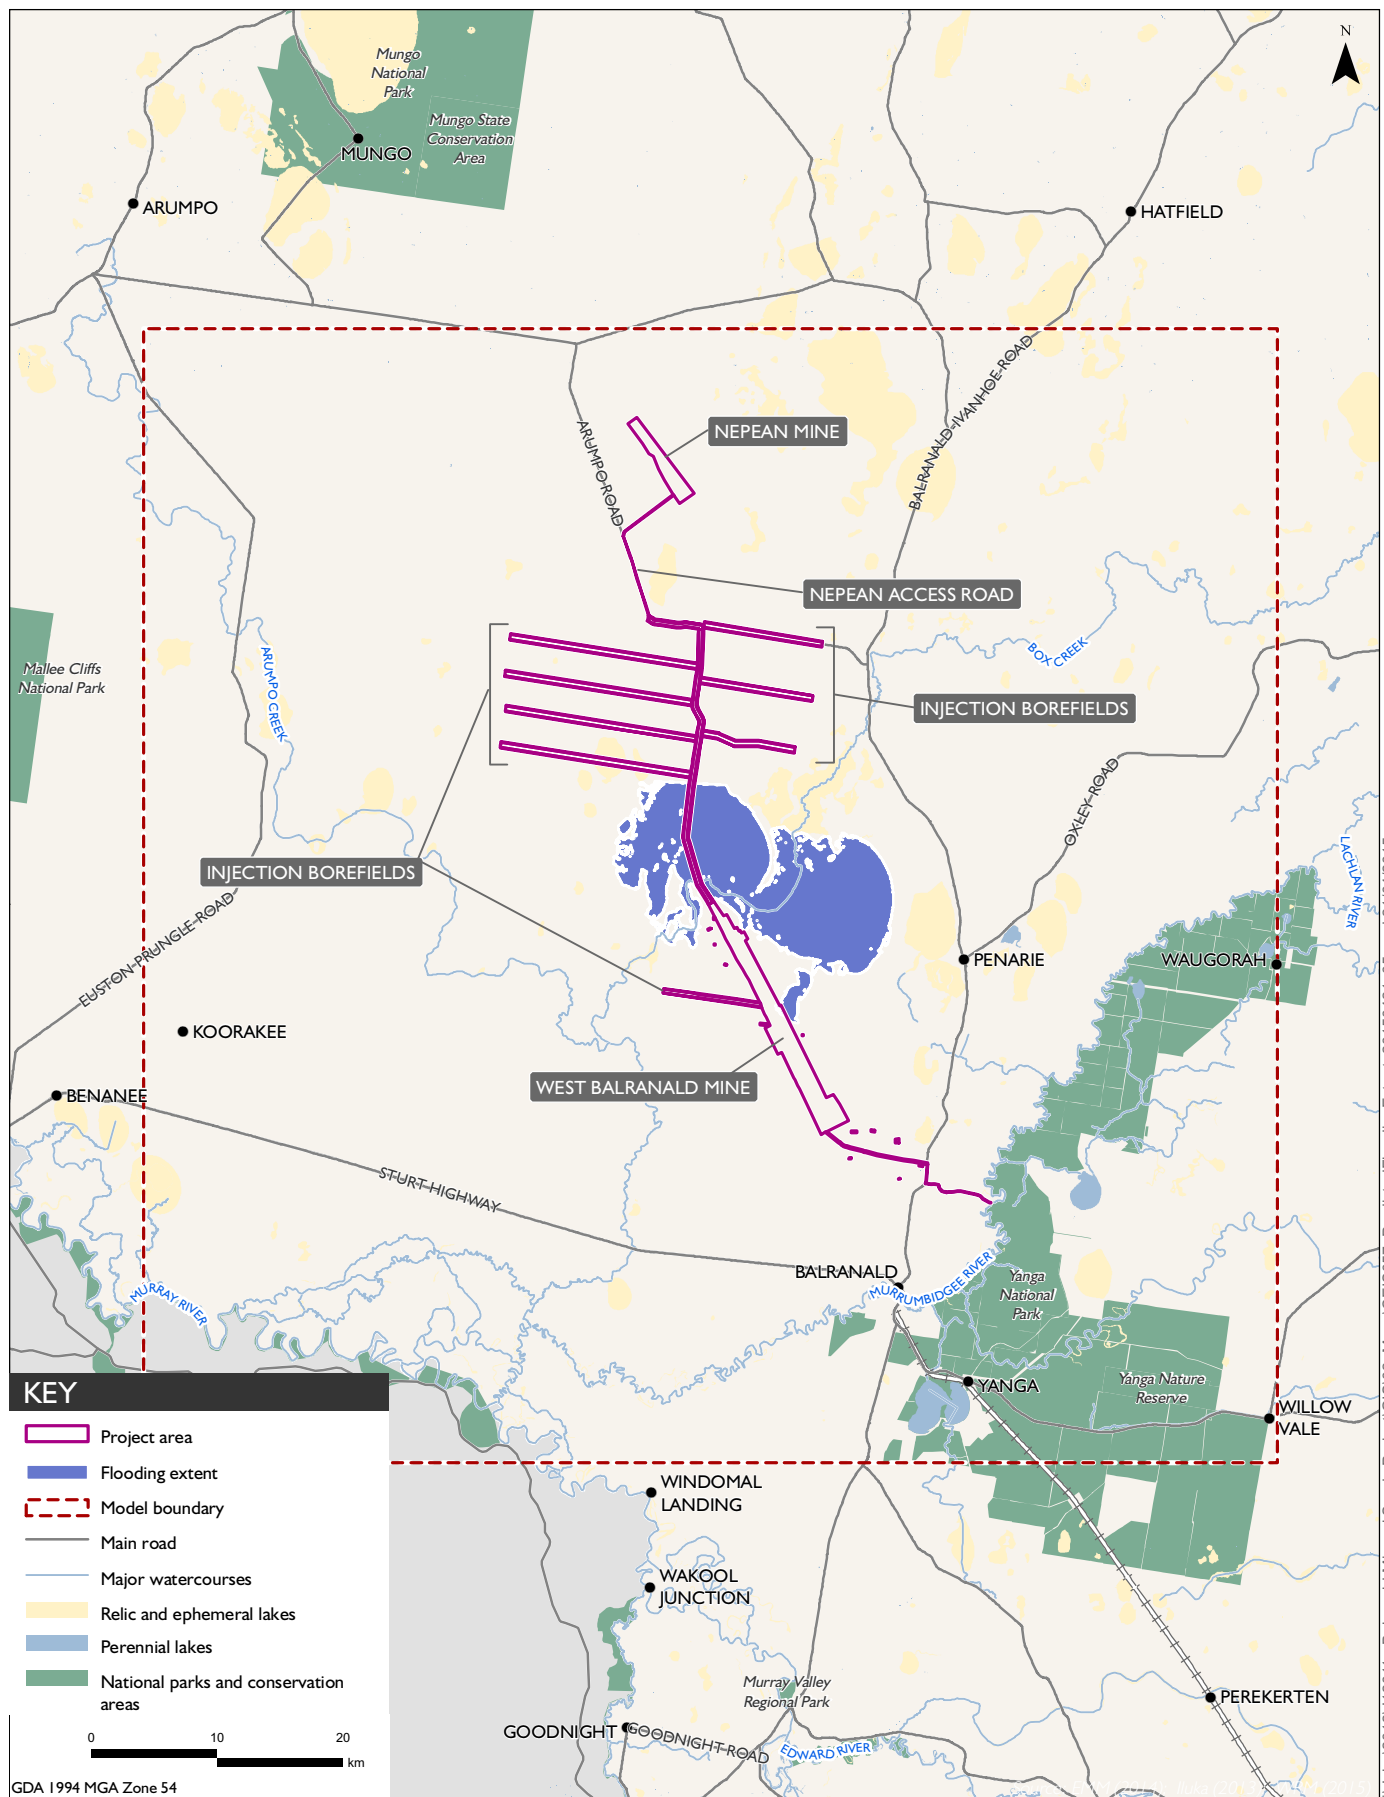 N
Mungo
National
Park
Mungo State
Conservation
Area
MUNGO
ARUMPO
HATFIELD
BALRANALD-IVANHOE-ROAD
NEPEAN MINE
ARUMPO-ROAD
NEPEAN ACCESS ROAD
BOX CREEK
Mallee Cliffs
National Park
ARUMPO CREEK
INJECTION BOREFIELDS
OXLEY-ROAD
INJECTION BOREFIELDS
LACHLAN RIVER
EUSTON-PRUNGLE-ROAD
PENARIE
WAUGORAH
KOORAKEE
WEST BALRANALD MINE
BENANEE
STURT-HIGHWAY
BALRANALD
MURRUMBIDGEE RIVER
Yanga
National
Park
MURRAY RIVER
YANGA
Yanga Nature
Reserve
WILLOW
VALE
KEY
Project area
Flooding extent
Model boundary
Main road
Major watercourses
Relic and ephemeral lakes
Perennial lakes
National parks and conservation
areas
0 10 20
km
GDA 1994 MGA Zone 54
WINDOMAL
LANDING
WAKOOL
JUNCTION
Murray Valley
Regional Park
PEREKERTEN
GOODNIGHT
GOODNIGHT-ROAD
EDWARD RIVER